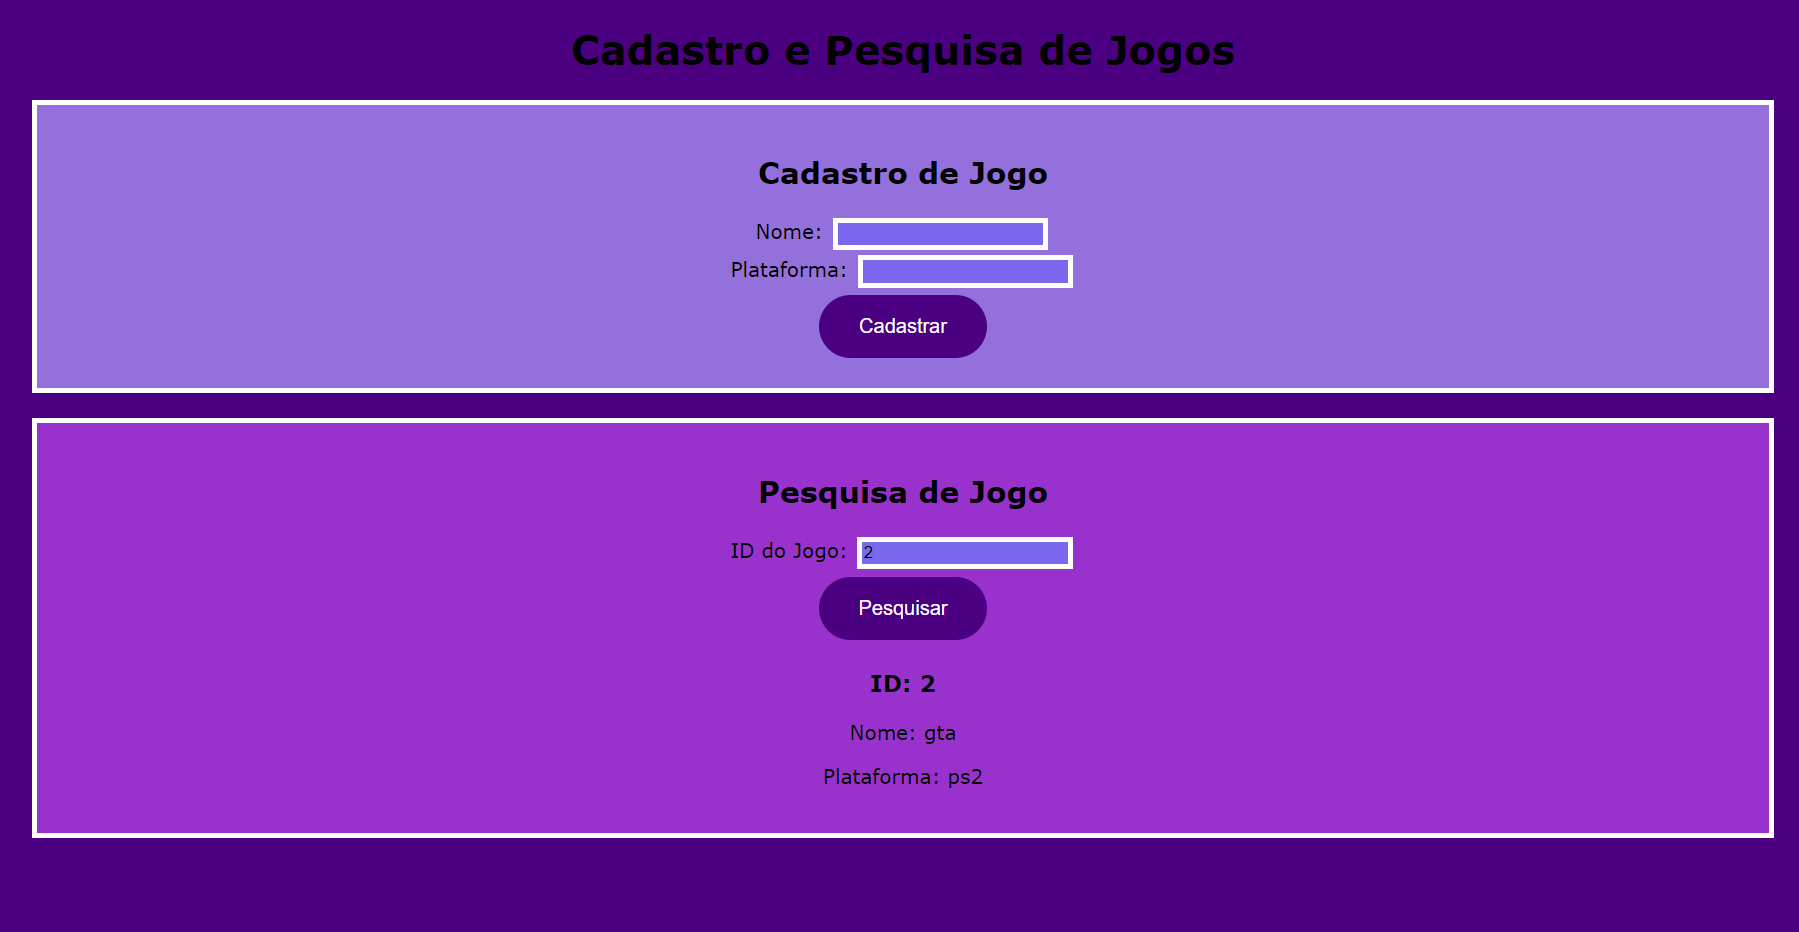 Cadastro e Pesquisa de Jogos
Cadastro de Jogo
Nome:
Plataforma:
Cadastrar
Pesquisa de Jogo
ID do Jogo: 2
Pesquisar
ID: 2
Nome: gta
Plataforma: ps2